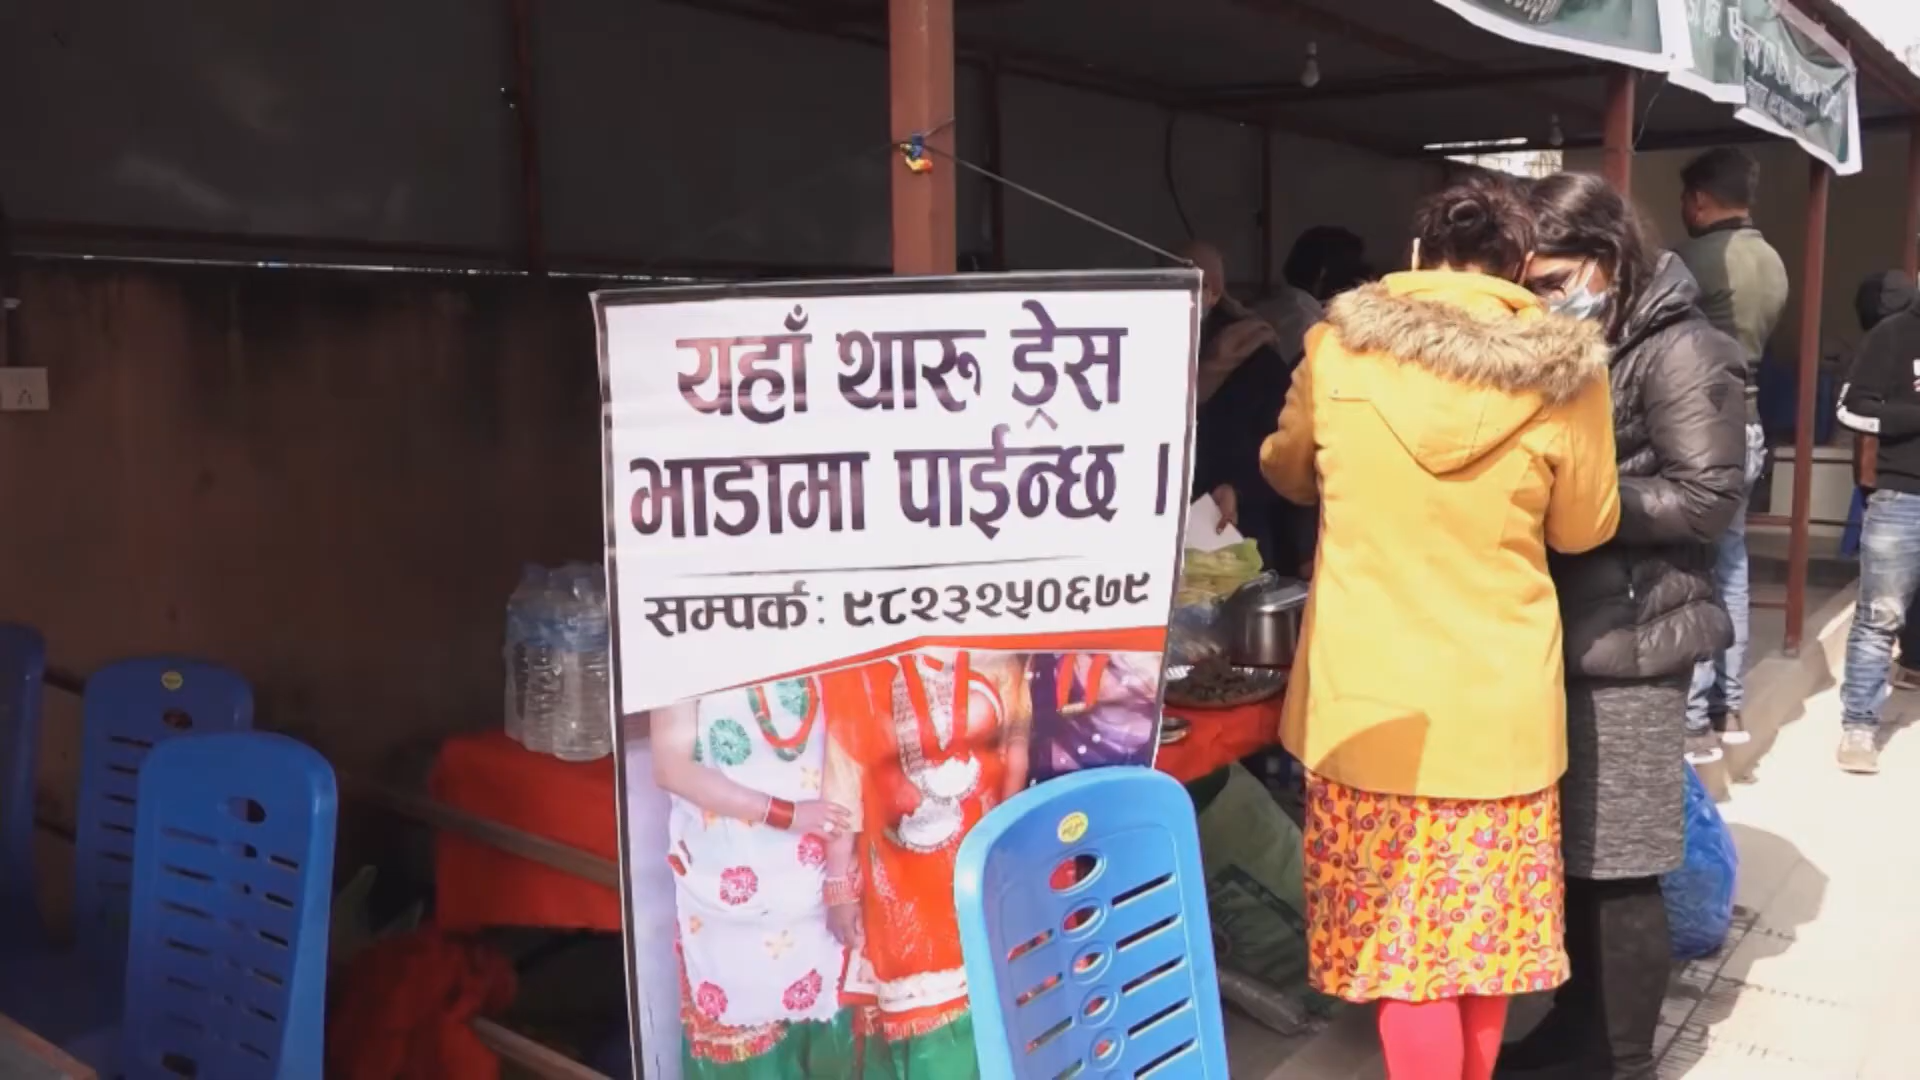 यहाँ थारू ड्रेस
भाडामा पाईन्छ ।
सम्पर्क: ९८२३२५०६७९